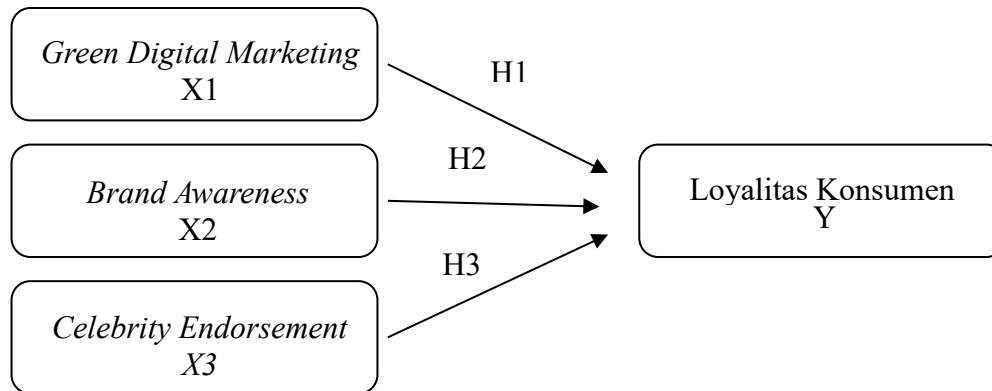 Green Digital Marketing
X1
H1
H2
Brand Awareness
X2
Loyalitas Konsumen
Y
H3
Celebrity Endorsement
X3